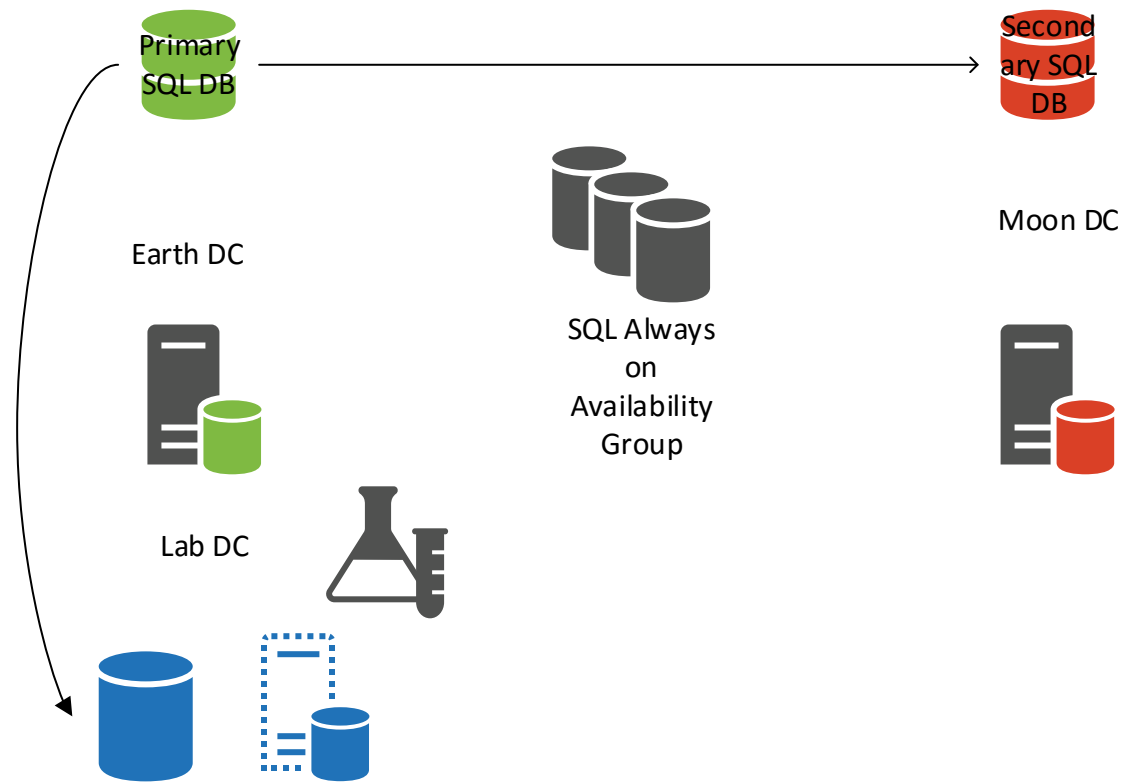 Primary
SQL DB
Second
ary SQL
DB
Earth DC
Moon DC
SQL Always
on
Availability
Group
Lab DC